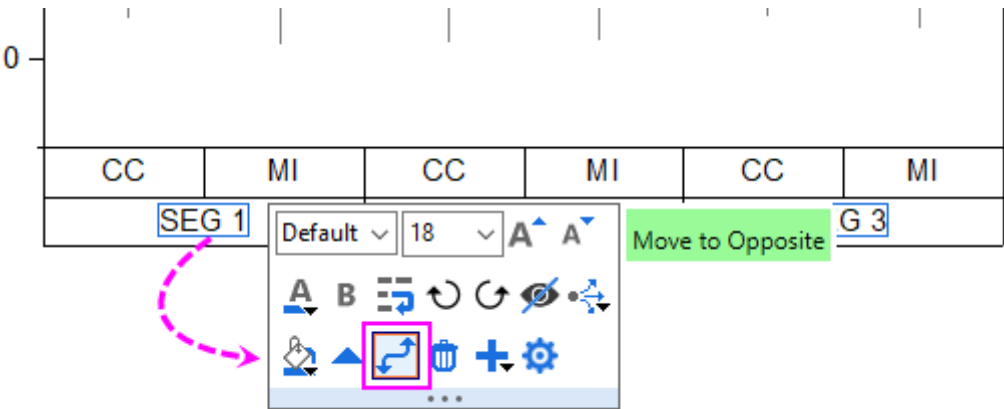 0
CC MI CC MI CC MI
SEG 1 G 3
Default 18 A A Move to Opposite
A B